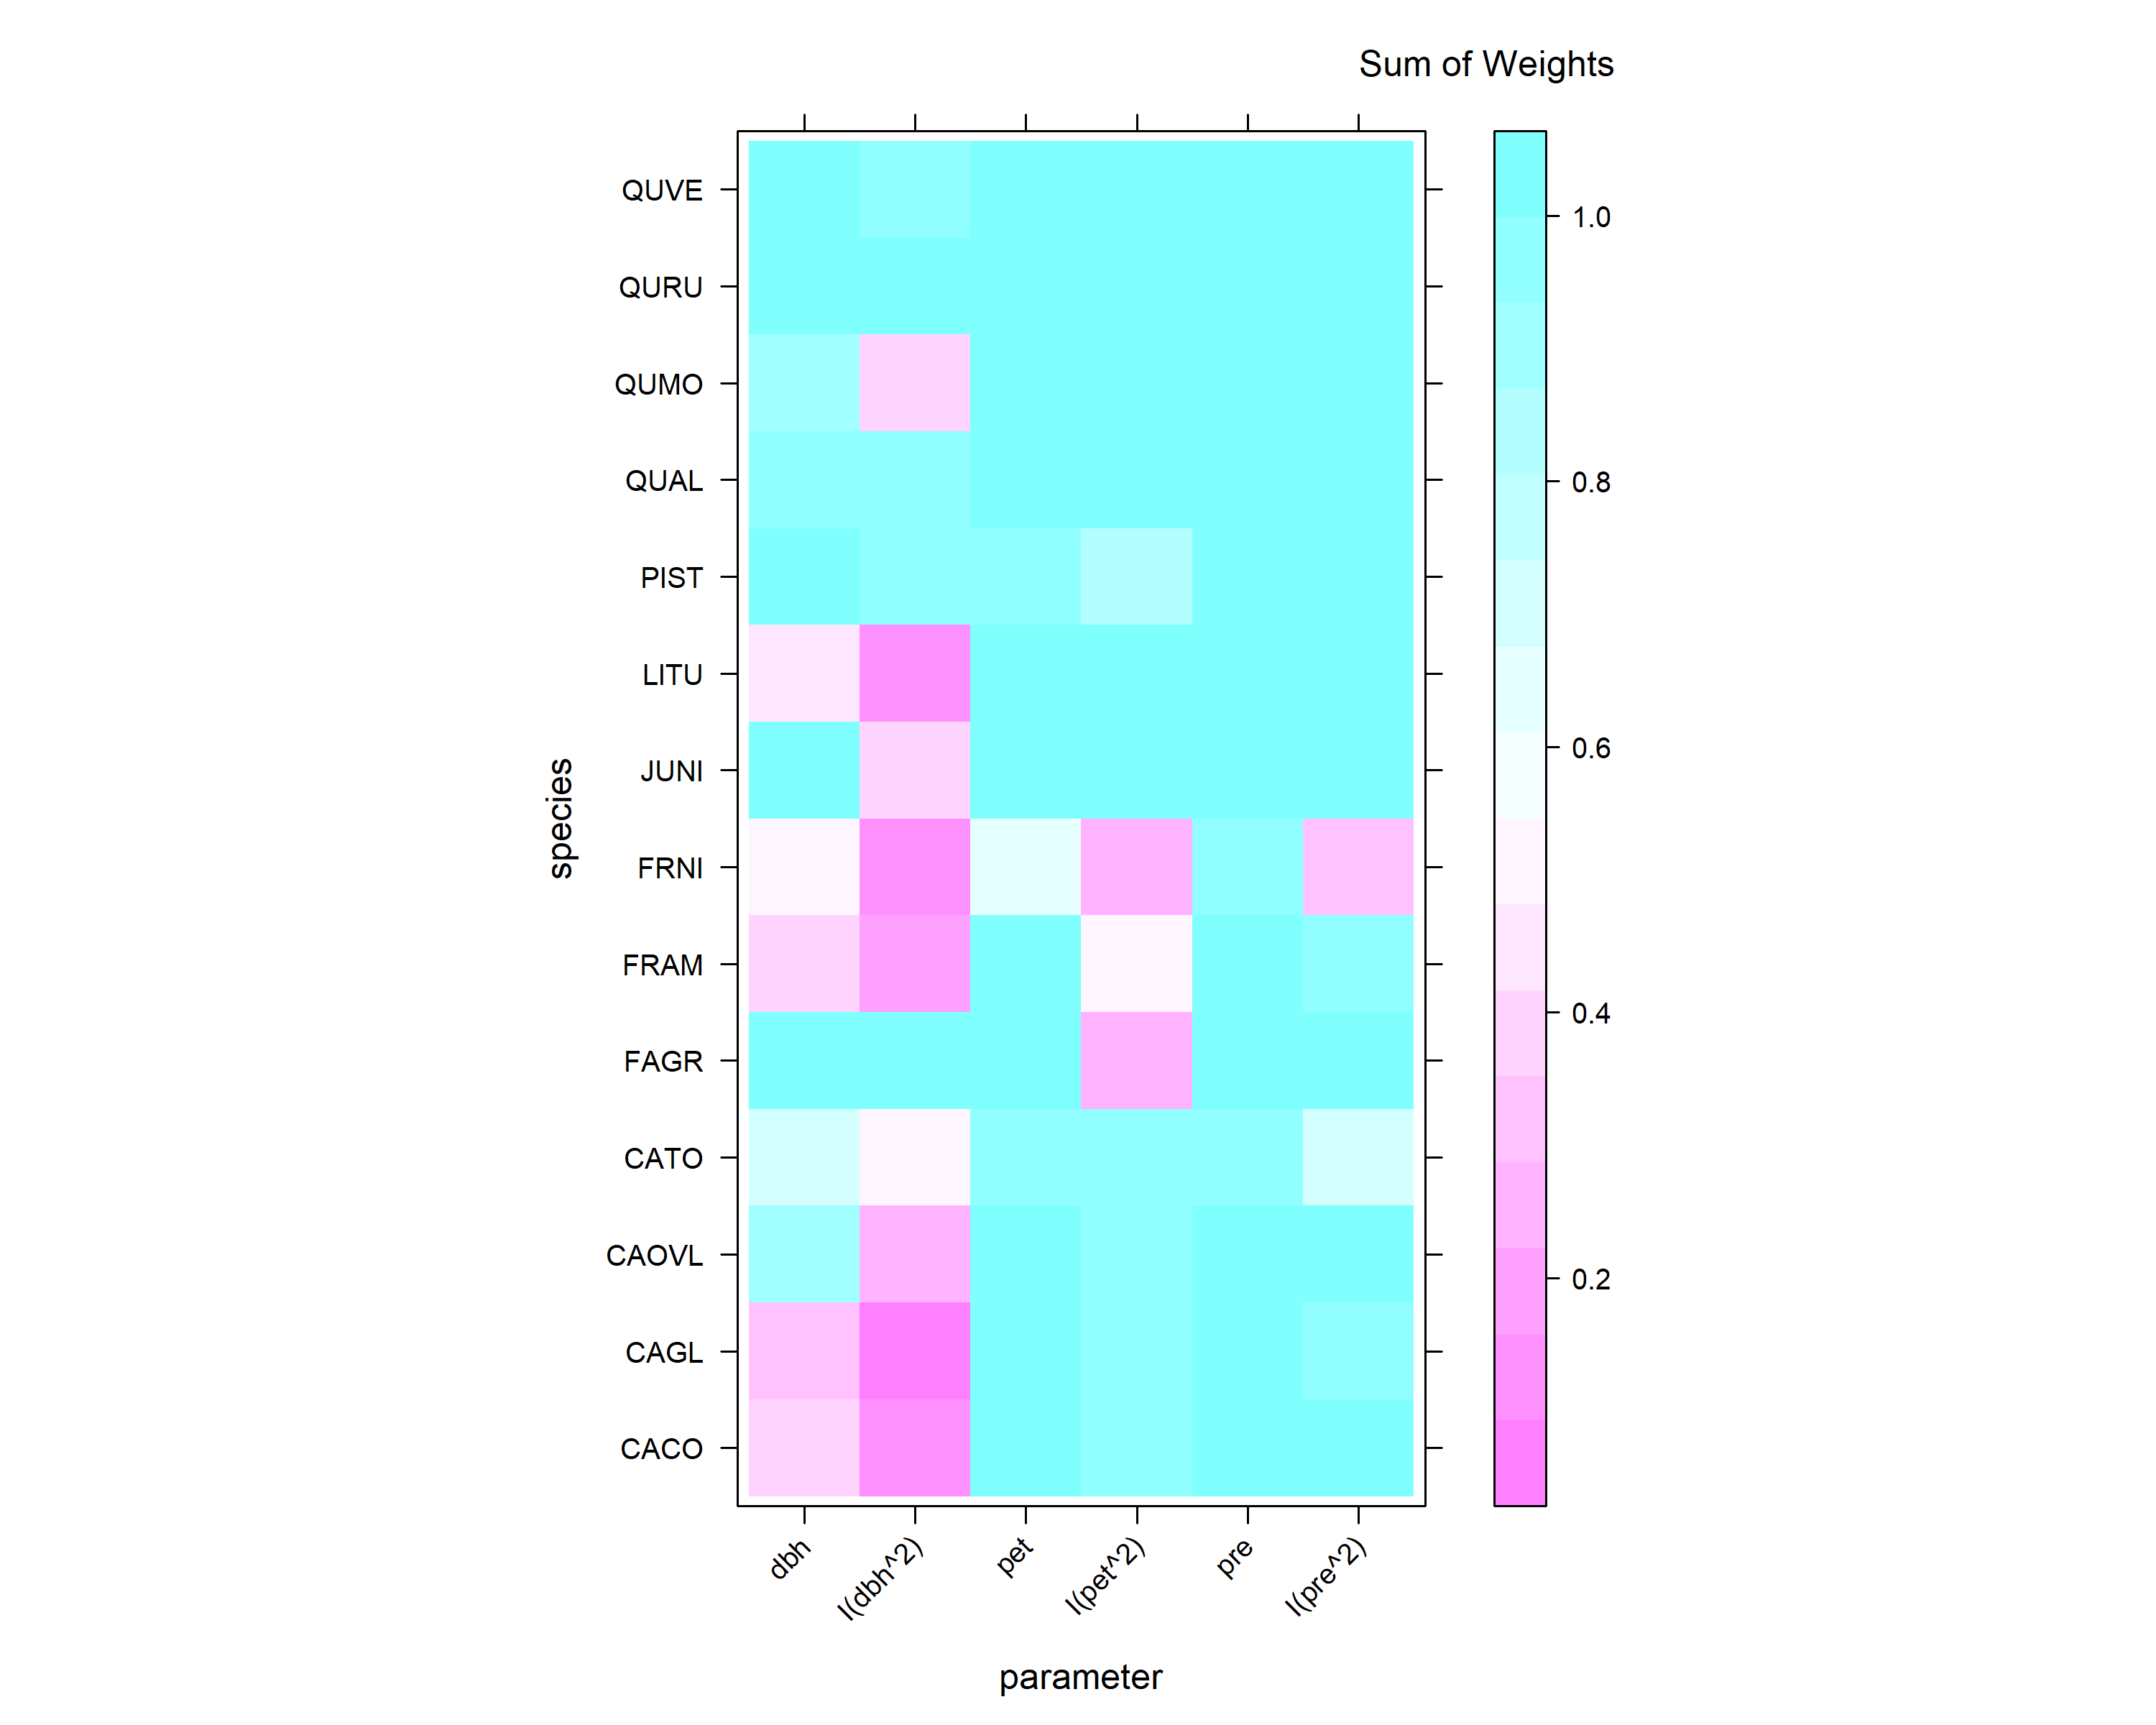 Sum of Weights
QUVE
QURU
QUMO
QUAL
PIST
LITU
JUNI
FRNI
FRAM
FAGR
CATO
CAOVL
CAGL
CACO
species
1.0
0.8
0.6
0.4
0.2
dbh
I(dbh^2)
pet
I(pet^2)
pre
I(pre^2)
parameter